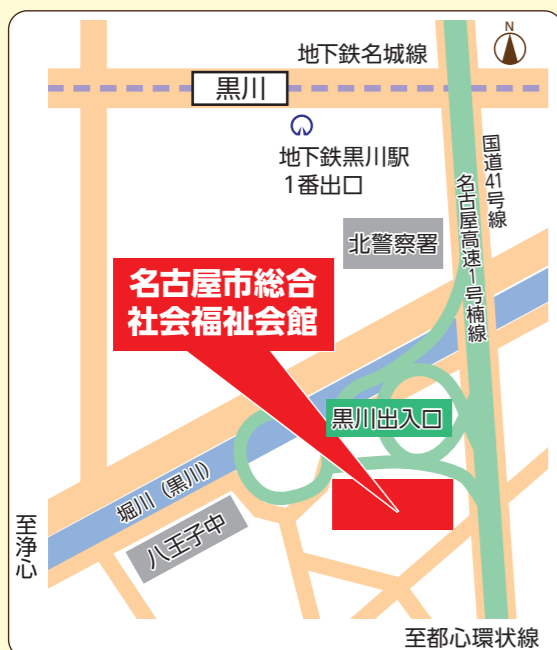 N
地下鉄名城線
黒川
地下鉄黒川駅
1番出口
国道41号線
名古屋高速1号楠線
北警察署
名古屋市総合
社会福祉会館
黒川出入口
堀川（黒川）
八王子中
至浄心
至都心環状線